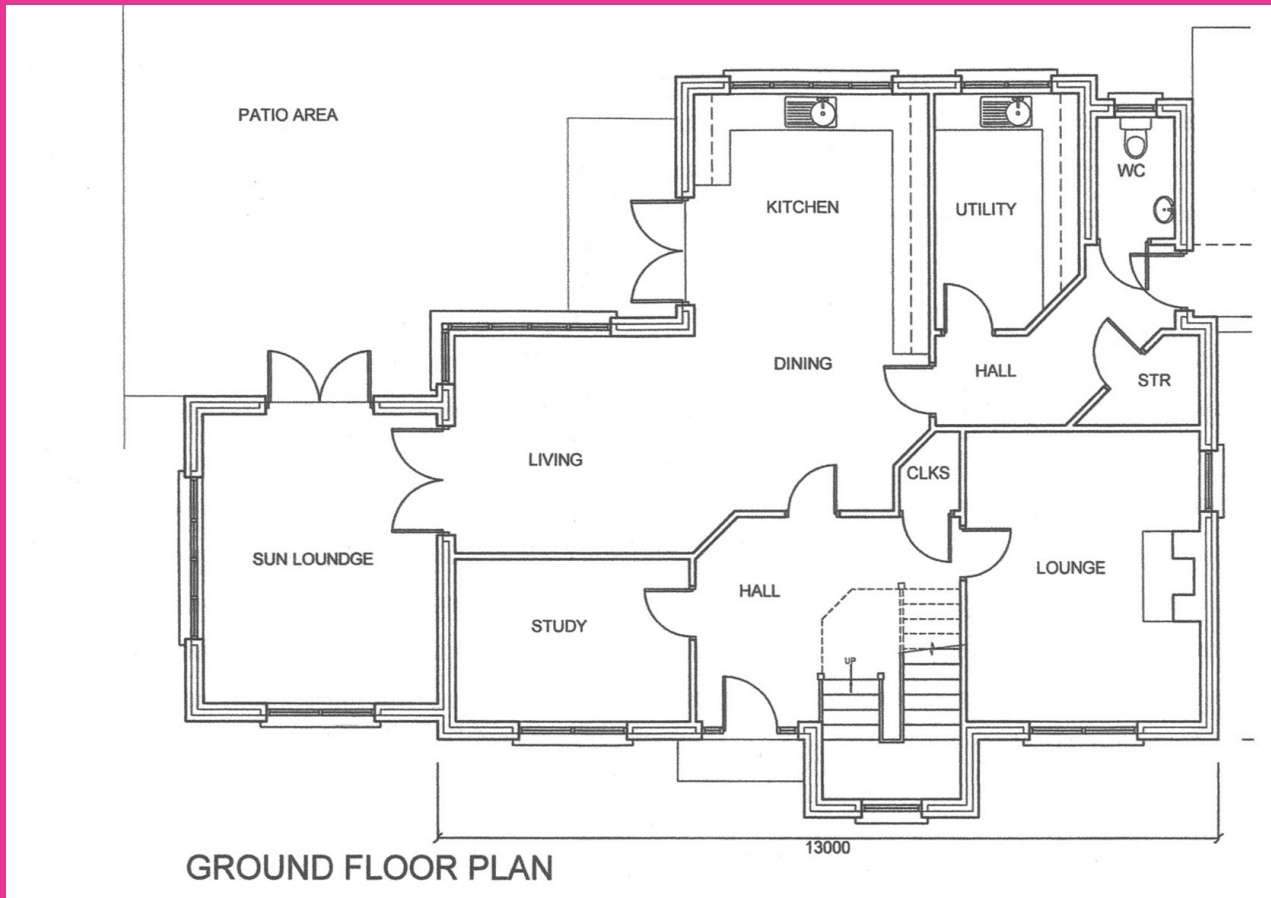 PATIO AREA
WC
KITCHEN
UTILITY
DINING
HALL
STR
LIVING
CLKS
SUN LOUNDGE
LOUNGE
HALL
STUDY
UP
13000
GROUND FLOOR PLAN